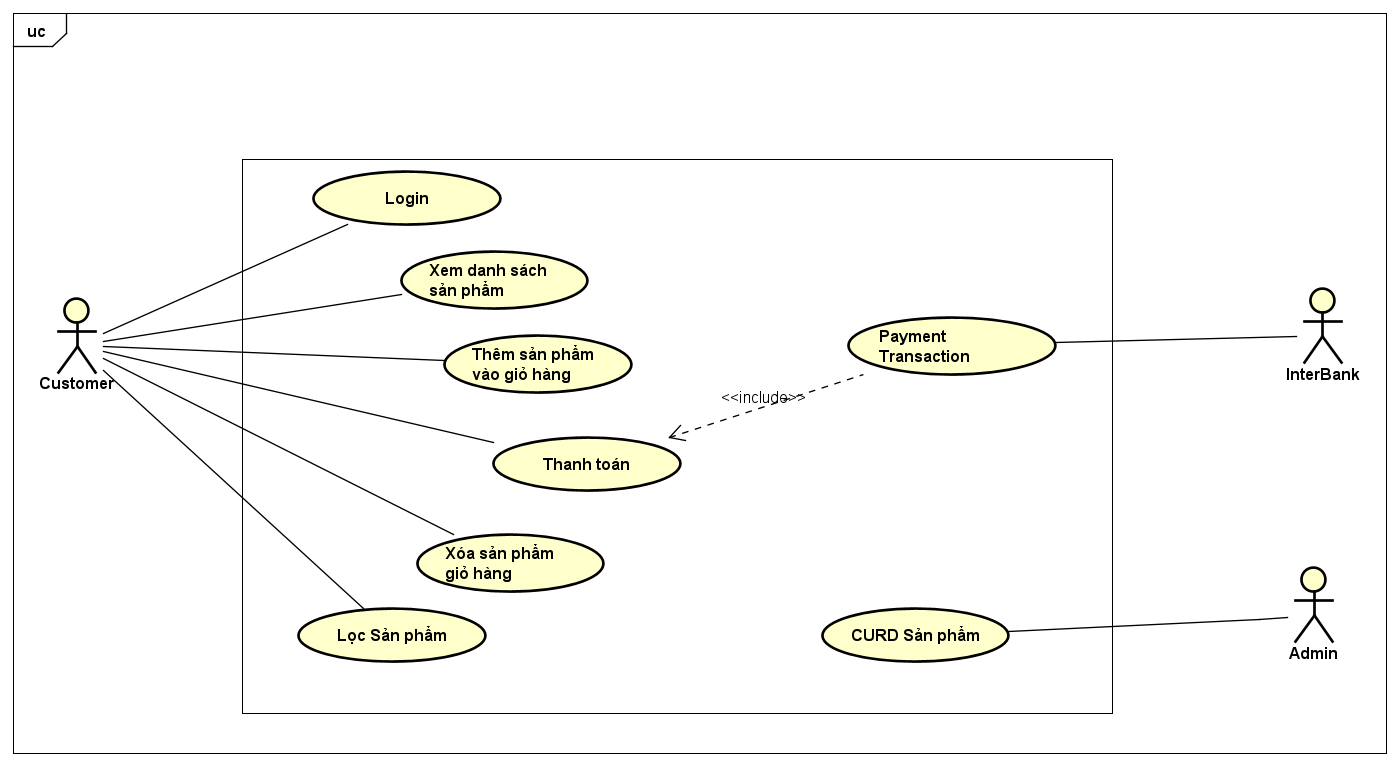 uc
Login
Xem danh sách
sản phẩm
Thêm sản phẩm
vào giỏ hàng
Payment
Transaction
Customer
InterBank
<<include>>
Thanh toán
Xóa sản phẩm
giỏ hàng
Lọc Sản phẩm
CURD Sản phẩm
Admin